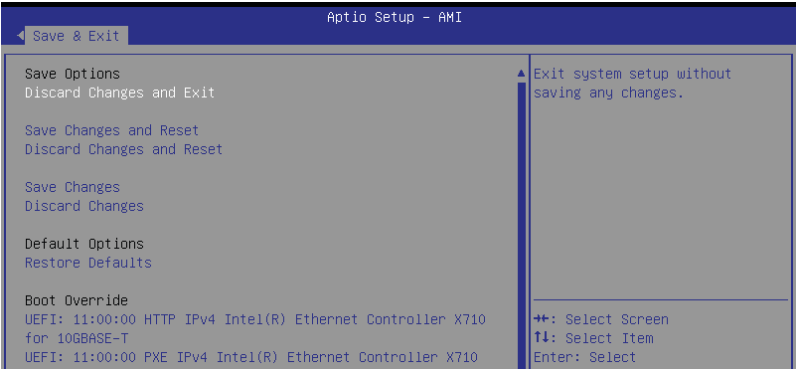 Aptio Setup – AMI
Save & Exit
Save Options
Discard Changes and Exit
Save Changes and Reset
Discard Changes and Reset
Save Changes
Discard Changes
Default Options
Restore Defaults
Boot Override
UEFI: 11:00:00 HTTP IPv4 Intel(R) Ethernet Controller X710
for 10GBASE-T
UEFI: 11:00:00 PXE IPv4 Intel(R) Ethernet Controller X710
Exit system setup without
saving any changes.
→←: Select Screen
↑↓: Select Item
Enter: Select